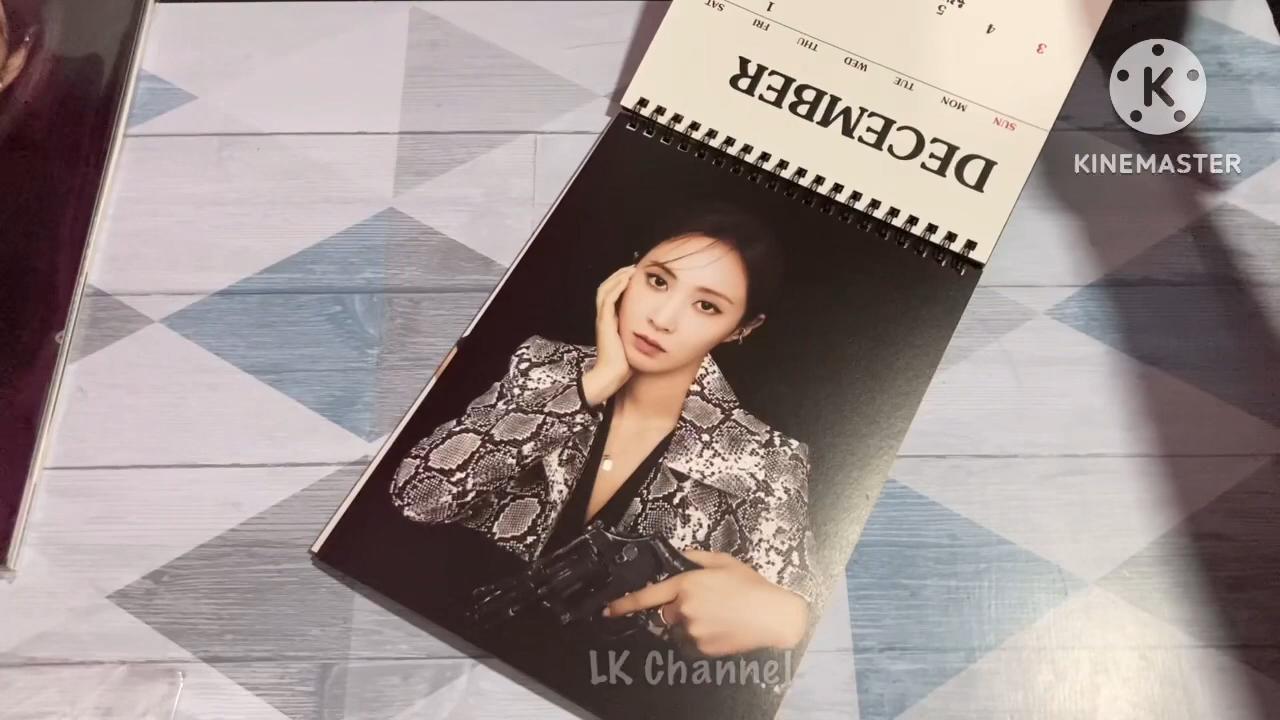 DECEMBER
SUN MON TUE WED THU FRI SAT
1
3 4 5
K
KINEMASTER
LK Channel